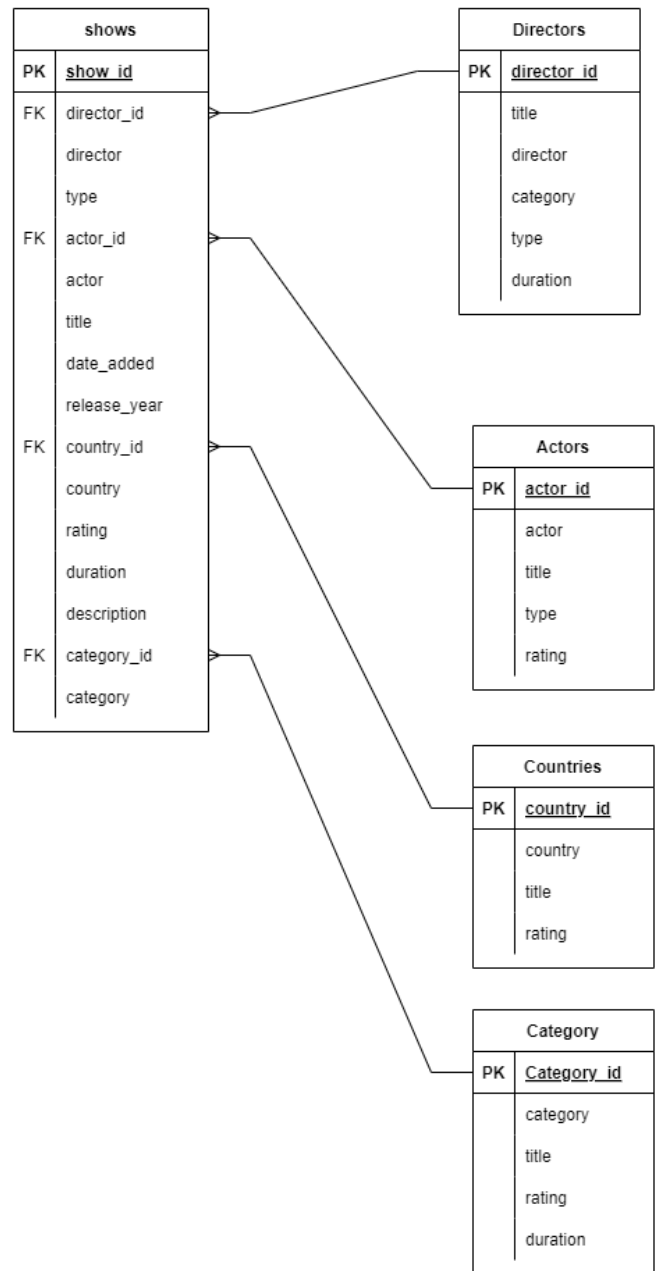 shows
PK show_id
FK director_id
director
type
FK actor_id
actor
title
date_added
release_year
FK country_id
country
rating
duration
description
FK category_id
category
Directors
PK director_id
title
director
category
type
duration
Actors
PK actor_id
actor
title
type
rating
Countries
PK country_id
country
title
rating
Category
PK Category_id
category
title
rating
duration